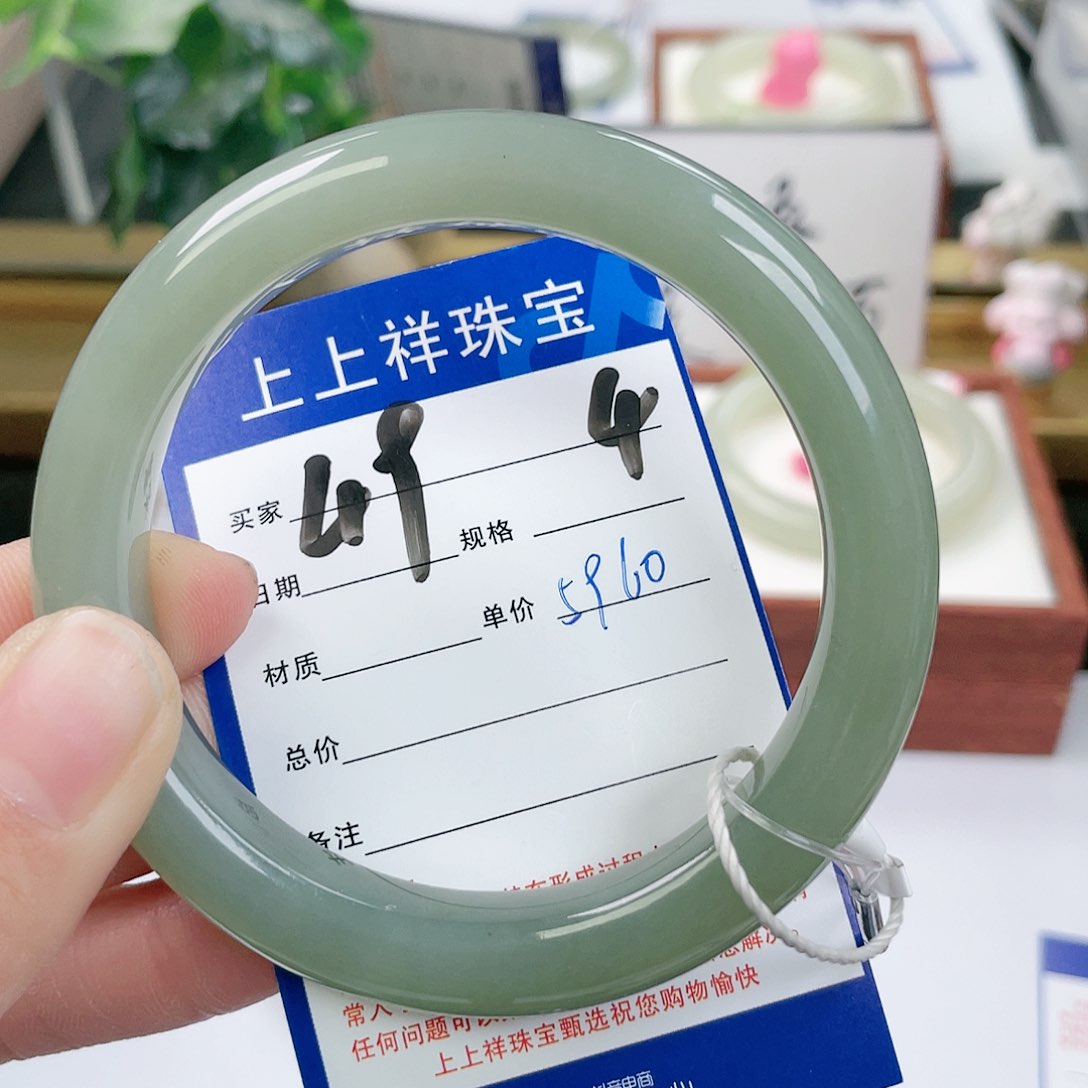 上上祥珠宝
49 4
买家
日期 规格
材质 单价 5960
总价
备注
任何问题可
上上祥珠宝甄选祝您购物愉快